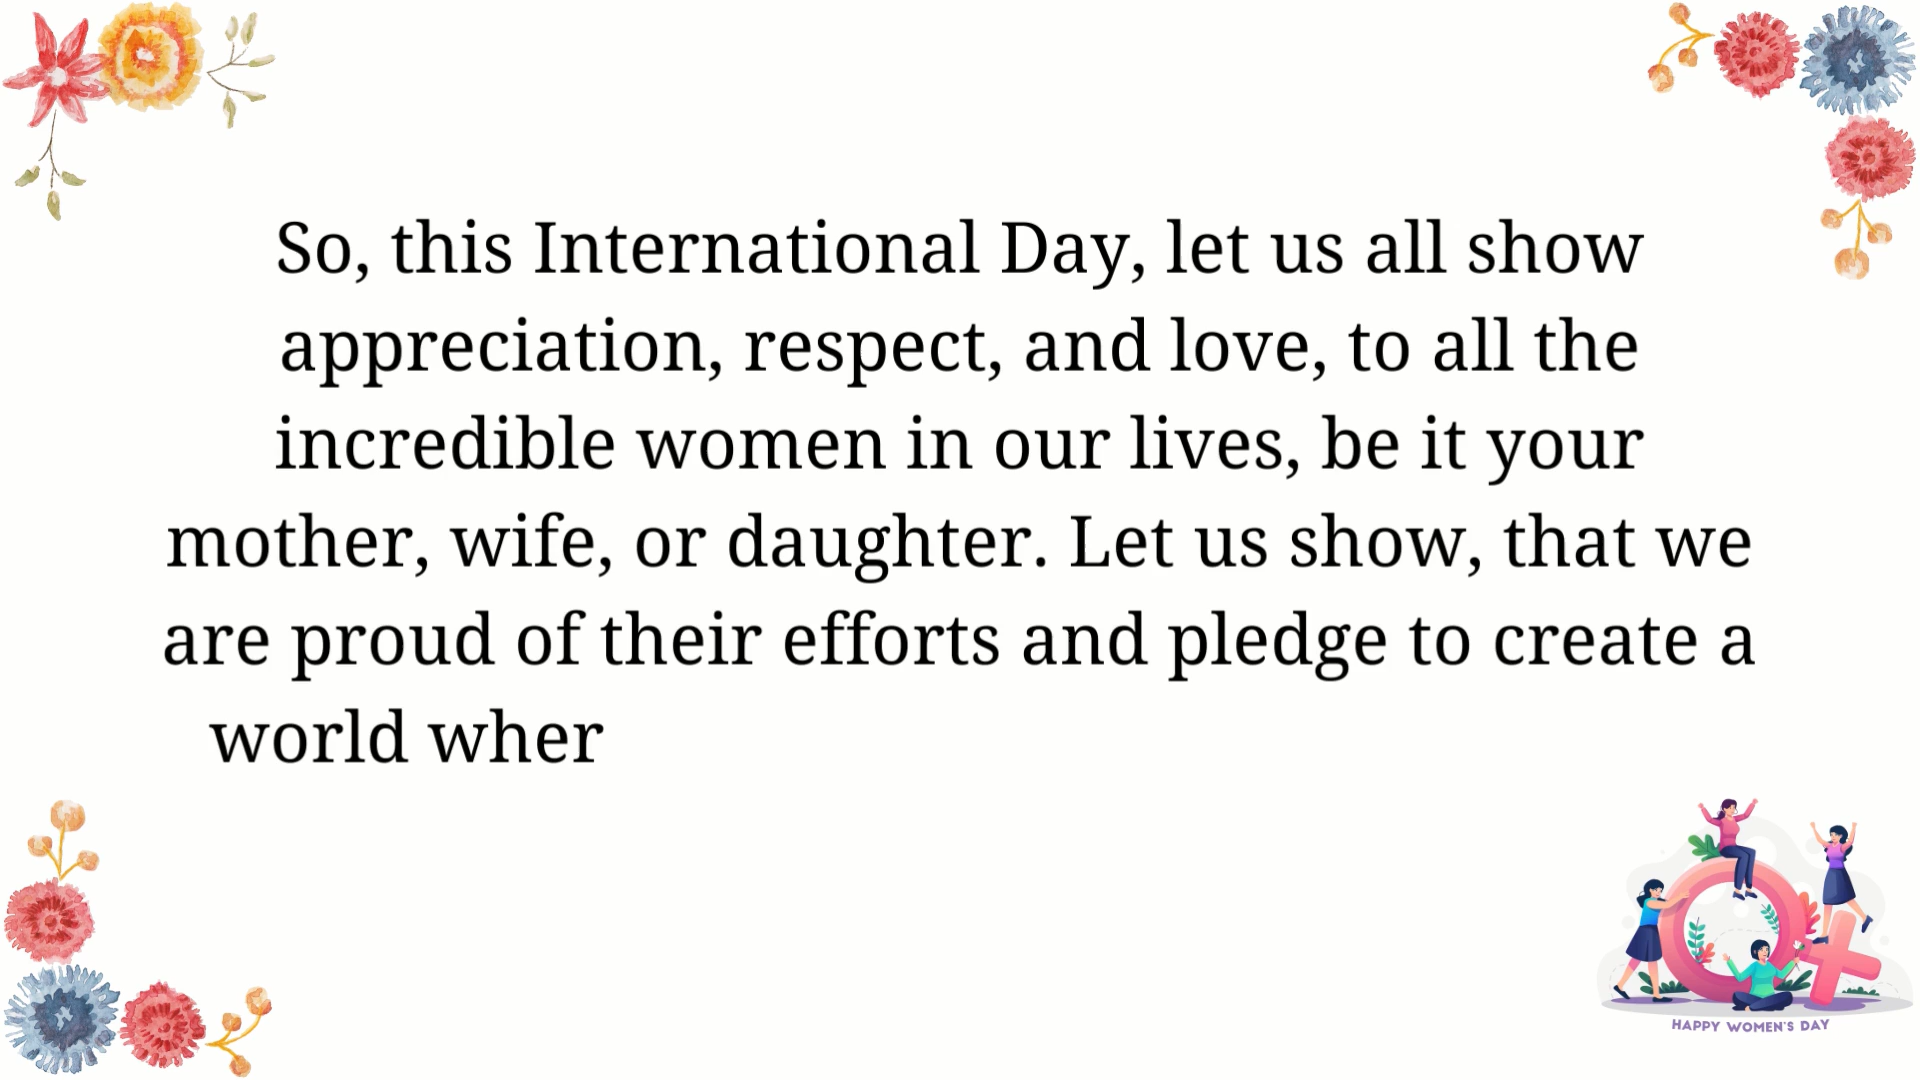 So, this International Day, let us all show
appreciation, respect, and love, to all the
incredible women in our lives, be it your
mother, wife, or daughter. Let us show, that we
are proud of their efforts and pledge to create a
world wher
HAPPY WOMEN'S DAY